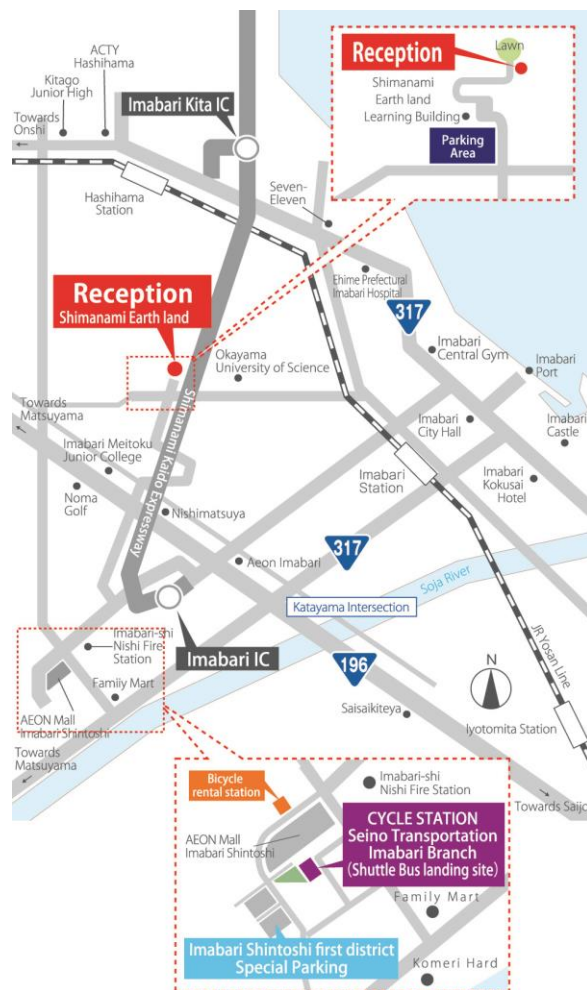 ACTY
Hashihama
Kitago
Junior High
Towards
Onshi
Imabari Kita IC
Hashihama
Station
Seven-
Eleven
Reception
Lawn
Shimanami
Earth land
Learning Building
Parking
Area
Ehime Prefectural
Imabari Hospital
317
Reception
Shimanami Earth land
Imabari
Central Gym
Imabari
Port
Okayama
University of Science
Towards
Matsuyama
Shimanami Kaido Expressway
Imabari
City Hall
Imabari
Castle
Imabari Meitoku
Junior College
Imabari
Station
Imabari
Kokusai
Hotel
Noma
Golf
Nishimatsuya
Aeon Imabari
317
Soja River
Katayama Intersection
Imabari IC
Imabari-shi
Nishi Fire
Station
196
N
JR Yosan Line
Family Mart
AEON Mall
Imabari Shintoshi
Saisaikiteya
Iyotomita Station
Towards
Matsuyama
Towards Saijo
Bicycle
rental station
Imabari-shi
Nishi Fire Station
AEON Mall
Imabari Shintoshi
CYCLE STATION
Seino Transportation
Imabari Branch
(Shuttle Bus landing site)
Family Mart
Imabari Shintoshi first district
Special Parking
Komeri Hard